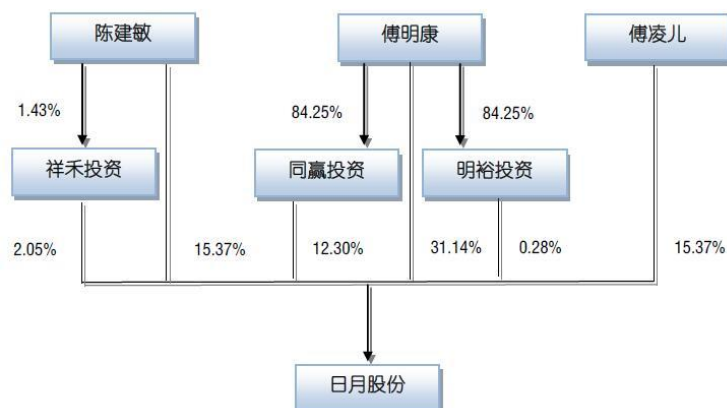 陈建敏
傅明康
傅凌儿
1.43%
84.25%
84.25%
祥禾投资
同赢投资
明裕投资
2.05%
15.37%
12.30%
31.14%
0.28%
15.37%
日月股份